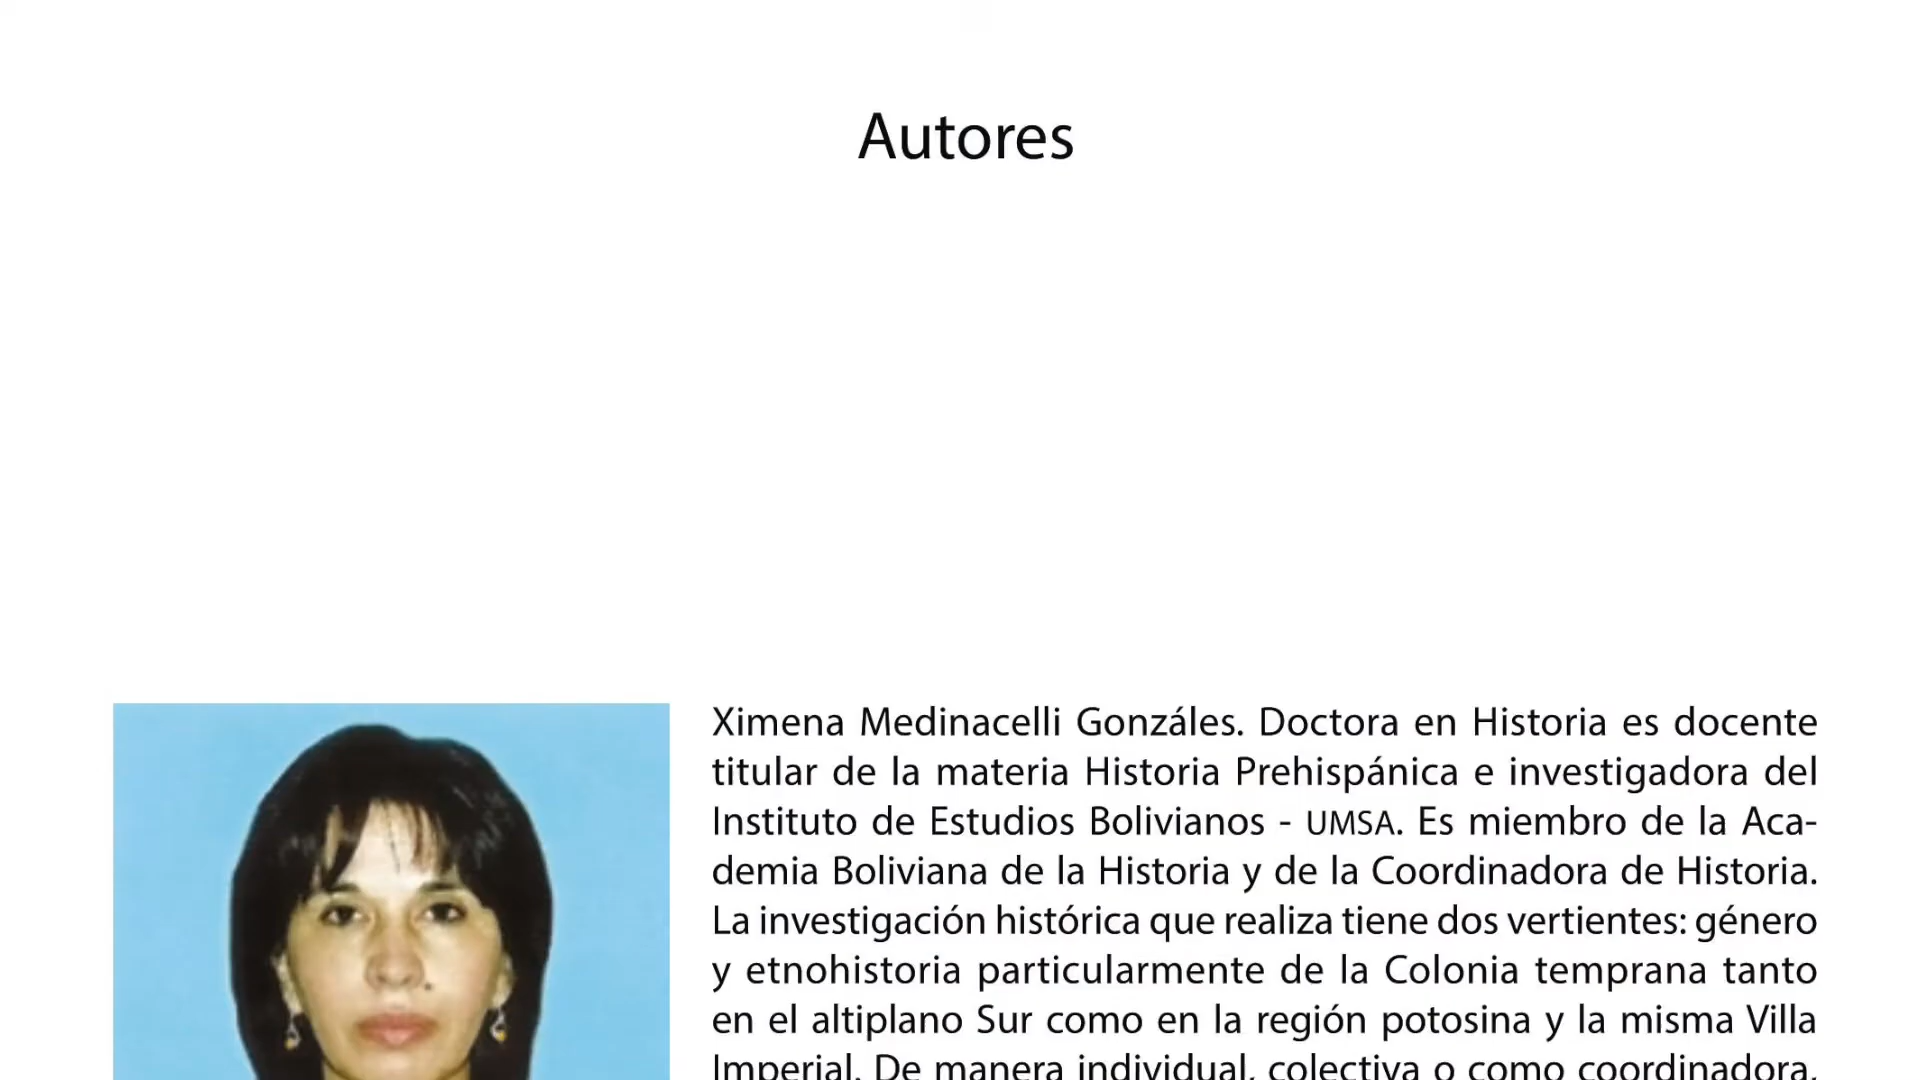 Autores
Ximena Medinacelli Gonzáles. Doctora en Historia es docente
titular de la materia Historia Prehispánica e investigadora del
Instituto de Estudios Bolivianos - UMSA. Es miembro de la Aca-
demia Boliviana de la Historia y de la Coordinadora de Historia.
La investigación histórica que realiza tiene dos vertientes: género
y etnohistoria particularmente de la Colonia temprana tanto
en el altiplano Sur como en la región potosina y la misma Villa
Imperial. De manera individual, colectiva o como coordinadora,